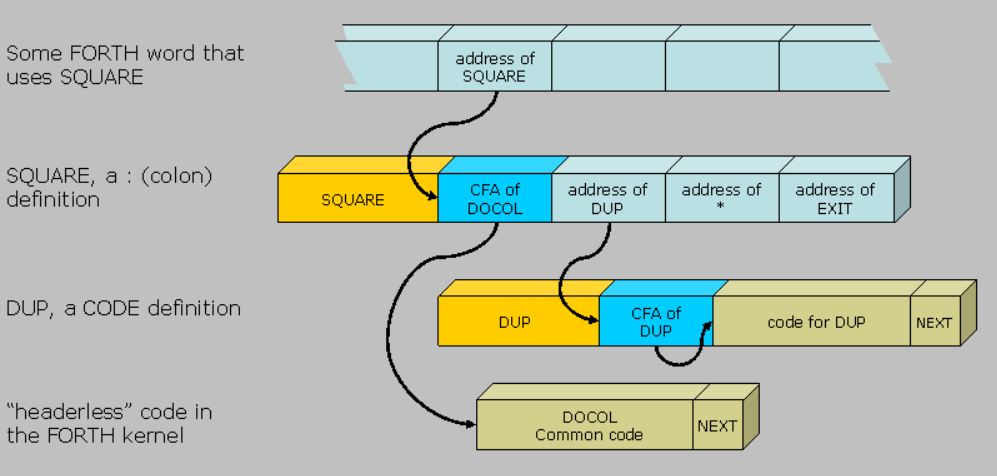 Some FORTH word that
uses SQUARE
address of
SQUARE
SQUARE, a : (colon)
definition
SQUARE
CFA of
DOCOL
address of
DUP
address of
*
address of
EXIT
DUP, a CODE definition
DUP
CFA of
DUP
code for DUP
NEXT
“headerless” code in
the FORTH kernel
DOCOL
Common code
NEXT